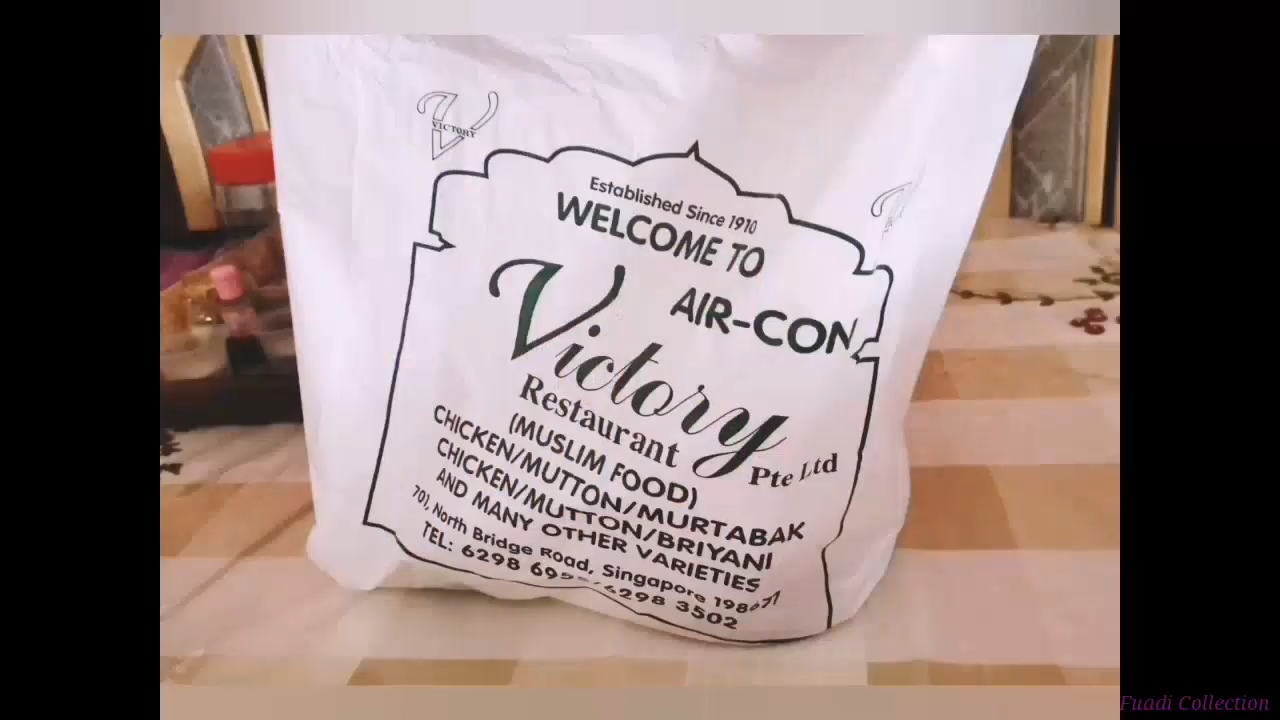 VICTORY
Established Since 1910
WELCOME TO
AIR-CON
Victory
Restaurant
Pte Ltd
(MUSLIM FOOD)
CHICKEN/MUTTON/MURTABAK
CHICKEN/MUTTON/BRIYANI
AND MANY OTHER VARIETIES
701, North Bridge Road, Singapore
TEL: 6298 3502
Fuadi Collection